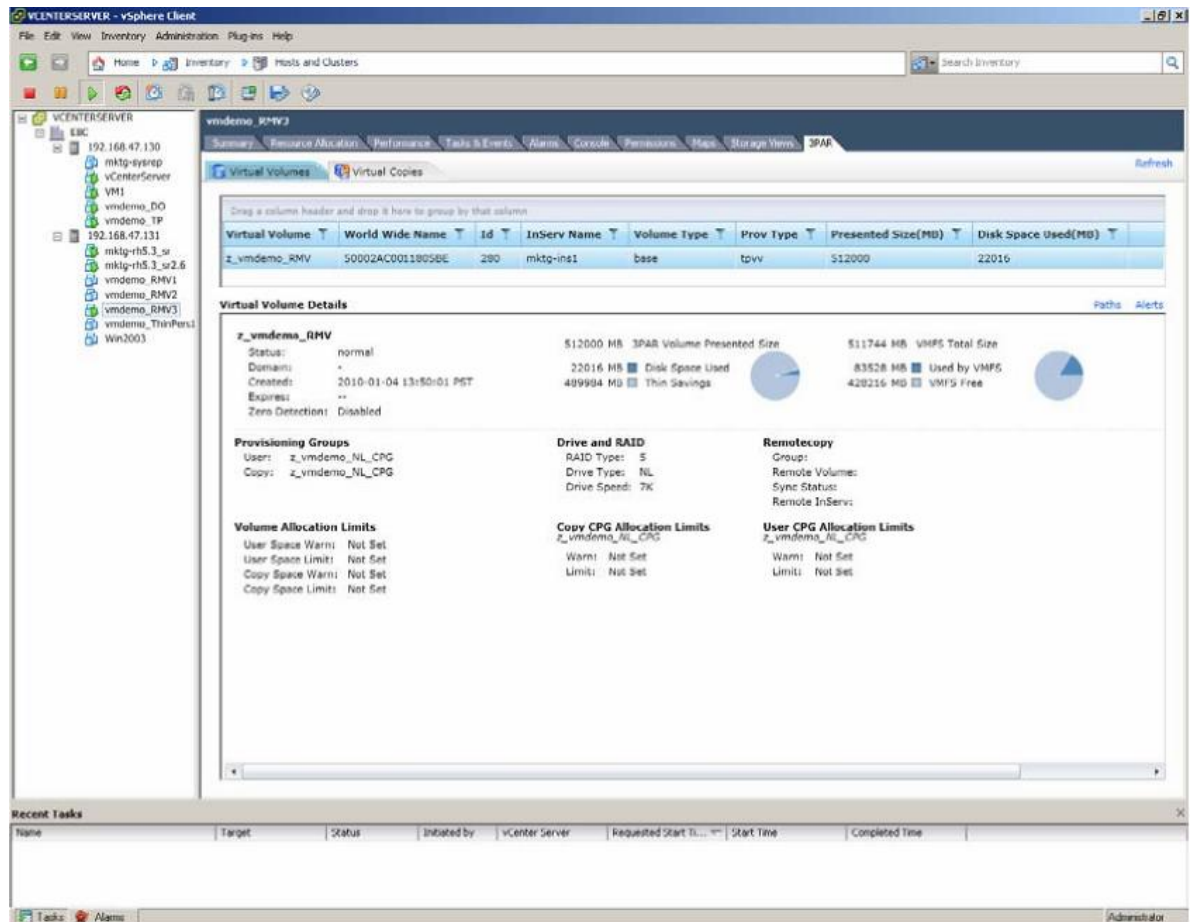 VCENTERSERVER - vSphere Client
File Edit View Inventory Administration Plug-ins Help
Home Inventory Hosts and Clusters
Search Inventory
VCENTERSERVER
EBC
192.168.47.130
mktg-sysrep
vCenterServer
VM1
vmdemo_DO
vmdemo_TP
192.168.47.131
mktg-rh5.3_sr
mktg-rh5.3_sr2.6
vmdemo_RMV1
vmdemo_RMV2
vmdemo_RMV3
vmdemo_ThinPers1
Win2003
vmdemo_RMV3
Summary Resource Allocation Performance Tasks & Events Alarms Console Permissions Maps Storage Views 3PAR
Virtual Volumes Virtual Copies
Refresh
Drag a column header and drop it here to group by that column
Virtual Volume World Wide Name Id InServ Name Volume Type Prov Type Presented Size(MB) Disk Space Used(MB)
z_vmdemo_RMV 50002AC0011805BE 280 mktg-ins1 base tpvv 512000 22016
Virtual Volume Details
Paths Alerts
z_vmdemo_RMV
Status: normal
Domain: -
Created: 2010-01-04 13:50:01 PST
Expires: --
Zero Detection: Disabled
512000 MB 3PAR Volume Presented Size
22016 MB Disk Space Used
489984 MB Thin Savings
511744 MB VMFS Total Size
83528 MB Used by VMFS
428216 MB VMFS Free
Provisioning Groups
User: z_vmdemo_NL_CPG
Copy: z_vmdemo_NL_CPG
Drive and RAID
RAID Type: 5
Drive Type: NL
Drive Speed: 7K
Remotecopy
Group:
Remote Volume:
Sync Status:
Remote InServ:
Volume Allocation Limits
User Space Warn: Not Set
User Space Limit: Not Set
Copy Space Warn: Not Set
Copy Space Limit: Not Set
Copy CPG Allocation Limits
z_vmdemo_NL_CPG
Warn: Not Set
Limit: Not Set
User CPG Allocation Limits
z_vmdemo_NL_CPG
Warn: Not Set
Limit: Not Set
Recent Tasks
Name Target Status Initiated by vCenter Server Requested Start Ti... Start Time Completed Time
Tasks Alarms
Administrator